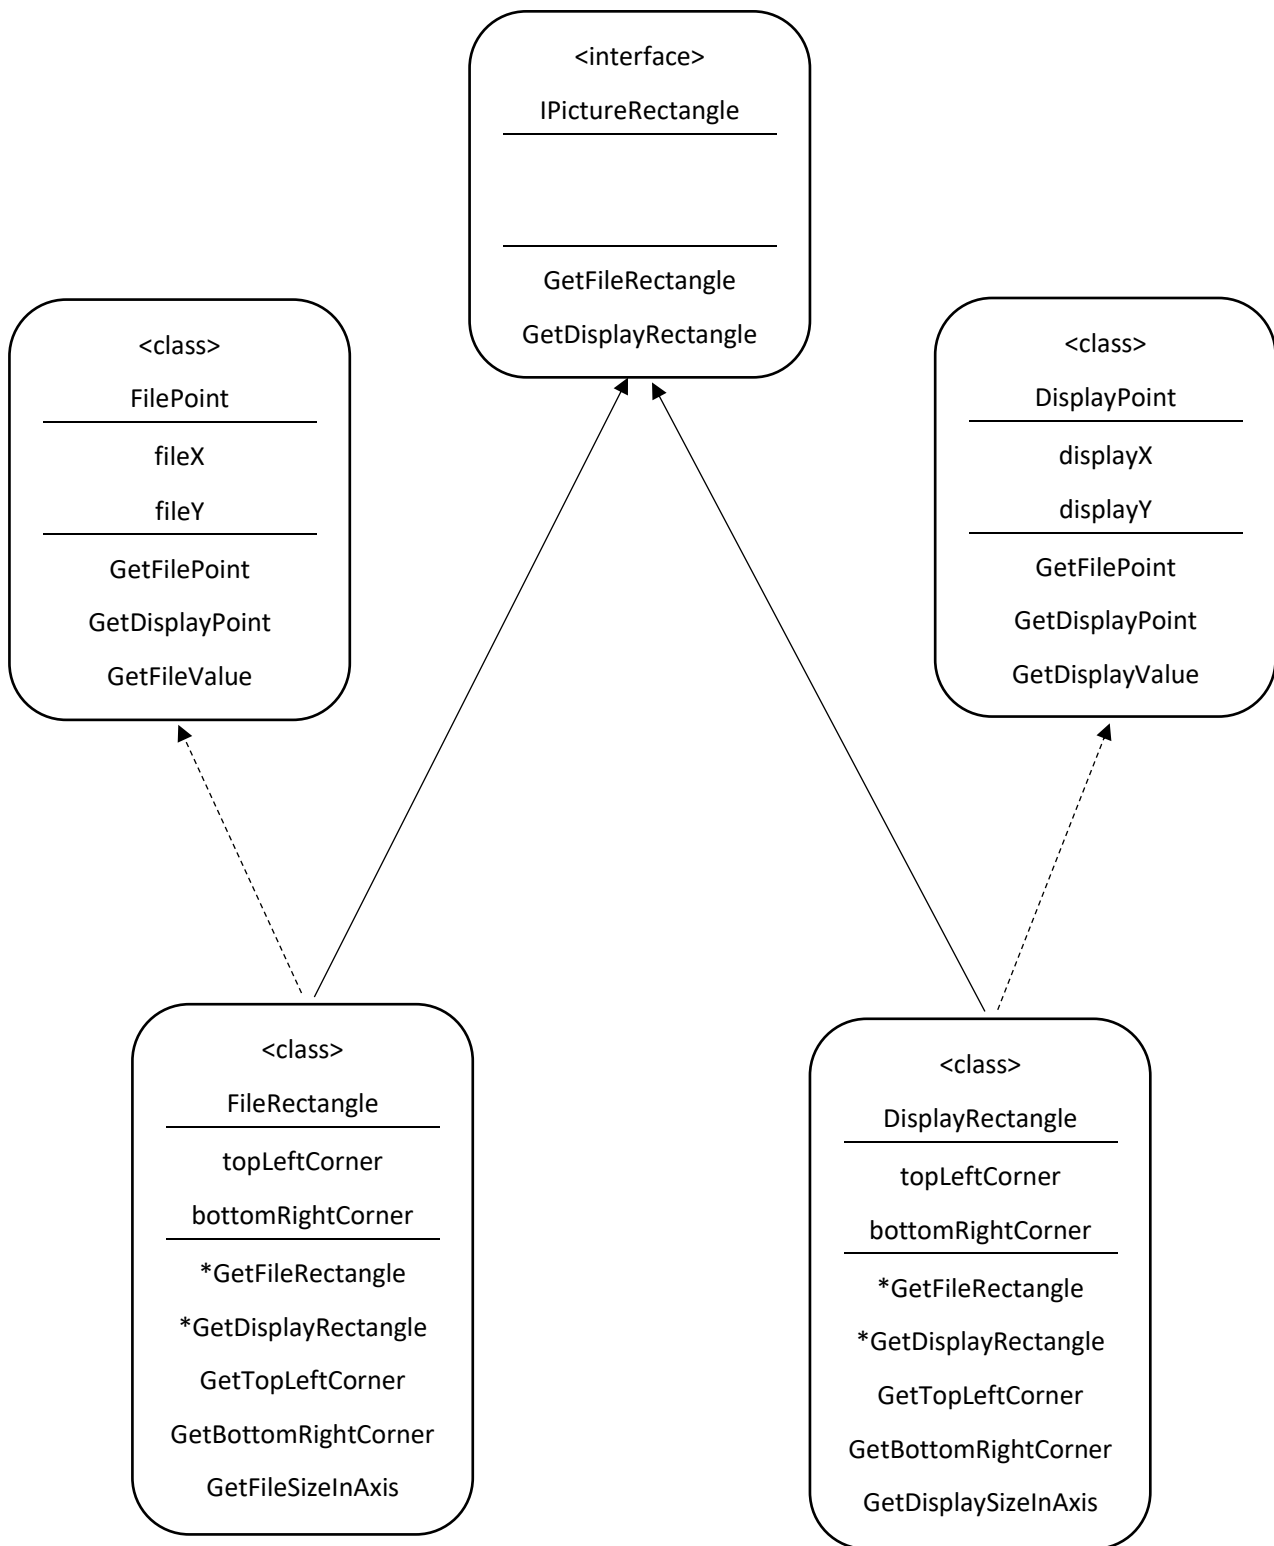 <interface>
IPictureRectangle
GetFileRectangle
GetDisplayRectangle
<class>
FilePoint
fileX
fileY
GetFilePoint
GetDisplayPoint
GetFileValue
<class>
DisplayPoint
displayX
displayY
GetFilePoint
GetDisplayPoint
GetDisplayValue
<class>
FileRectangle
topLeftCorner
bottomRightCorner
*GetFileRectangle
*GetDisplayRectangle
GetTopLeftCorner
GetBottomRightCorner
GetFileSizeInAxis
<class>
DisplayRectangle
topLeftCorner
bottomRightCorner
*GetFileRectangle
*GetDisplayRectangle
GetTopLeftCorner
GetBottomRightCorner
GetDisplaySizeInAxis